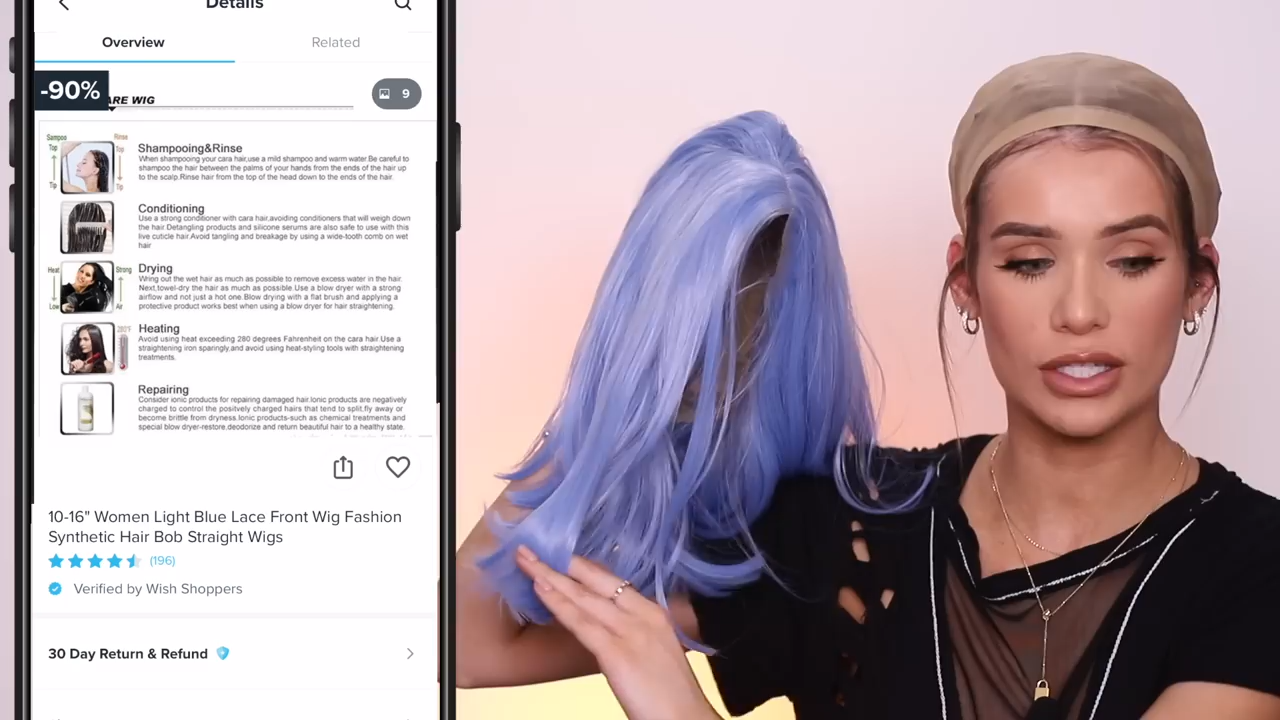 Details
Overview
Related
-90%
ARE WIG
9
Sampoo
Rinse
Top
Top
Tip
Tip
Shampooing&Rinse
When shampooing your cara hair,use a mild shampoo and warm water.Be careful to
shampoo the hair between the palms of your hands from the ends of the hair up
to the scalp.Rinse hair from the top of the head down to the ends of the hair.
Conditioning
Use a strong conditioner with cara hair,avoiding conditioners that will weigh down
the hair.Detangling products and silicone serums are also safe to use with this
live cuticle hair.Avoid tangling and breakage by using a wide-tooth comb on wet
hair
Heat
Strong
Low
Air
Drying
Wring out the wet hair as much as possible to remove excess water in the hair.
Next,towel-dry the hair as much as possible.Use a blow dryer with a strong
airflow and not just a hot one.Blow drying with a flat brush and applying a
protective product works best when using a blow dryer for hair straightening.
Heating
Avoid using heat exceeding 280 degrees Fahrenheit on the cara hair.Use a
straightening iron sparingly,and avoid using heat-styling tools with straightening
treatments.
Repairing
Consider ionic products for repairing damaged hair.Ionic products are negatively
charged to control the positively charged hairs that tend to split,fly away or
become brittle from dryness.Ionic products-such as chemical treatments and
special blow dryer-restore,deodorize and return beautiful hair to a healthy state.
10-16" Women Light Blue Lace Front Wig Fashion
Synthetic Hair Bob Straight Wigs
(196)
Verified by Wish Shoppers
30 Day Return & Refund